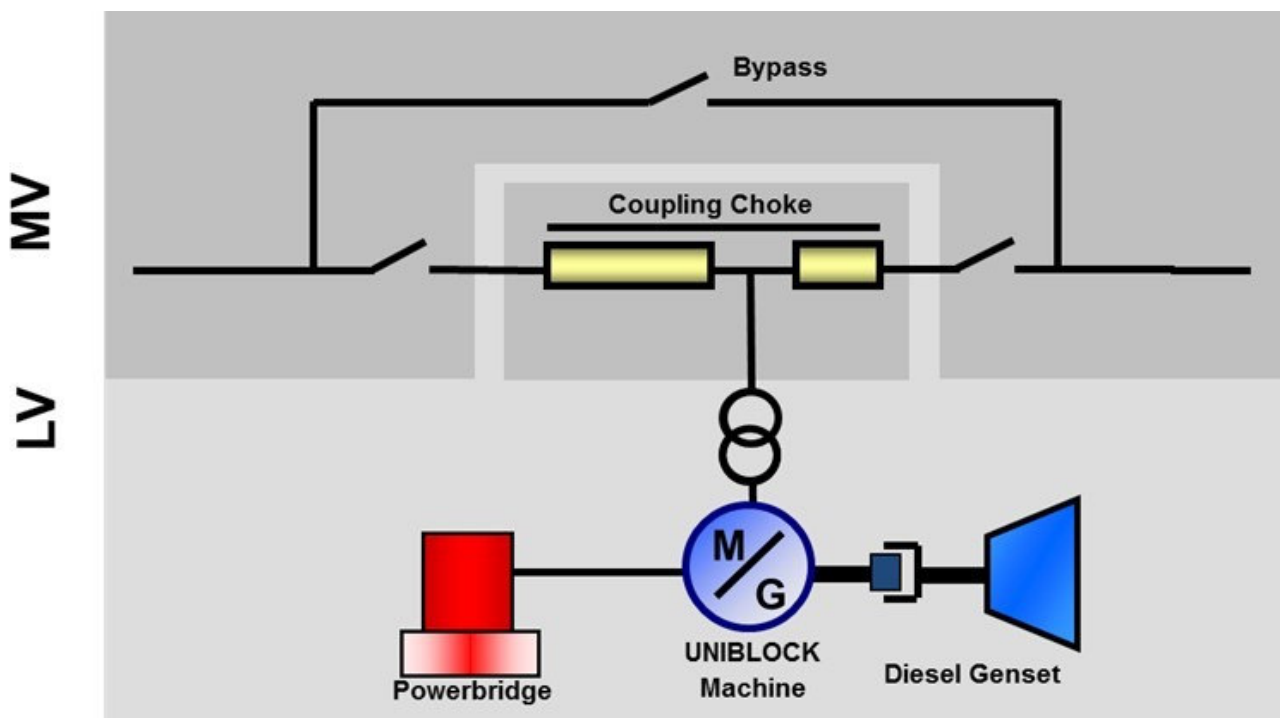 Bypass
MV
Coupling Choke
LV
M
G
UNIBLOCK
Machine
Diesel Genset
Powerbridge